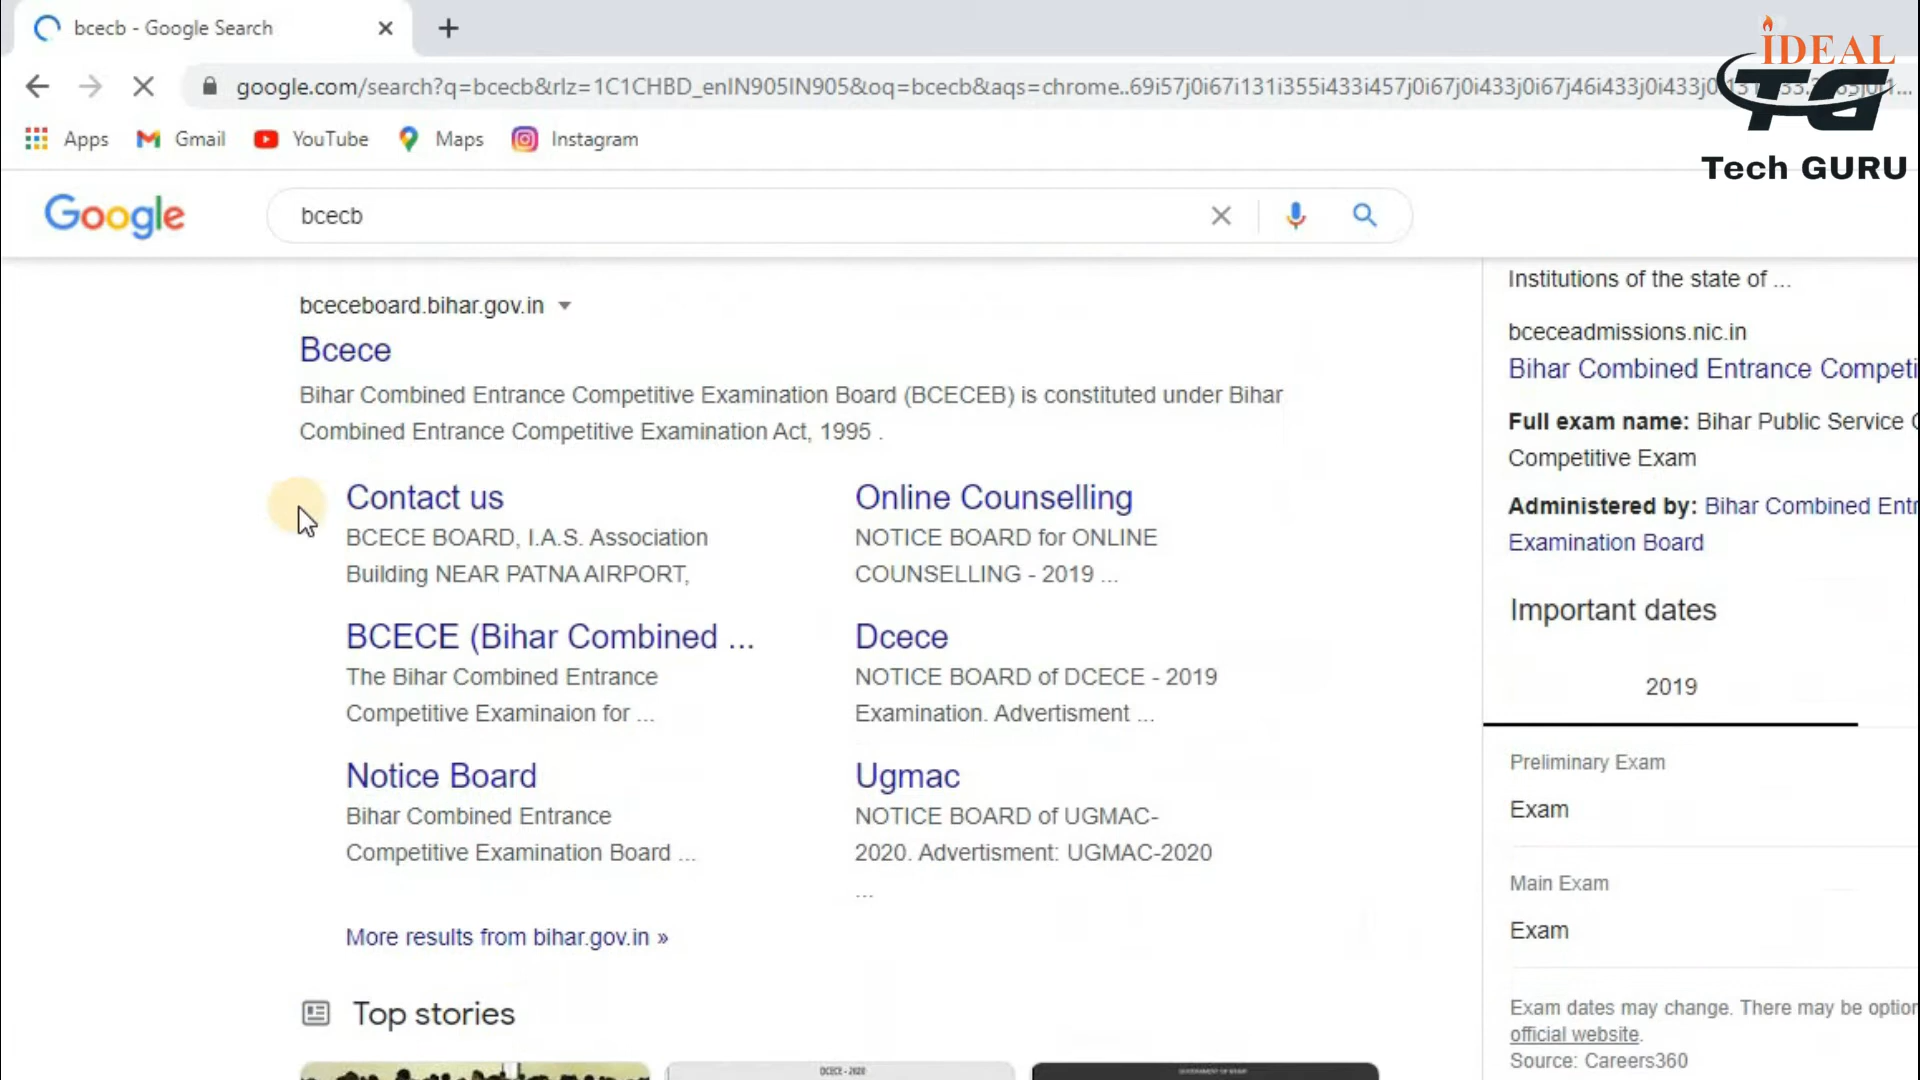 bcecb - Google Search
IDEAL
TG
Tech GURU
google.com/search?q=bcecb&rlz=1C1CHBD_enIN905IN905&oq=bcecb&aqs=chrome..69i57j0i67i131i355i433i457j0i67j0i433j0i67j46i433j0i433j0
Apps
Gmail
YouTube
Maps
Instagram
Google
bcecb
bceceboard.bihar.gov.in
Bcece
Bihar Combined Entrance Competitive Examination Board (BCECEB) is constituted under Bihar
Combined Entrance Competitive Examination Act, 1995 .
Contact us
BCECE BOARD, I.A.S. Association
Building NEAR PATNA AIRPORT,
Online Counselling
NOTICE BOARD for ONLINE
COUNSELLING - 2019 ...
BCECE (Bihar Combined ...
The Bihar Combined Entrance
Competitive Examinaion for ...
Dcece
NOTICE BOARD of DCECE - 2019
Examination. Advertisment ...
Notice Board
Bihar Combined Entrance
Competitive Examination Board ...
Ugmac
NOTICE BOARD of UGMAC-
2020. Advertisment: UGMAC-2020
...
More results from bihar.gov.in »
Top stories
DCECE - 2020
GOVERNMENT OF BIHAR
Institutions of the state of ...
bceceadmissions.nic.in
Bihar Combined Entrance Competi
Full exam name: Bihar Public Service C
Competitive Exam
Administered by: Bihar Combined Entr
Examination Board
Important dates
2019
Preliminary Exam
Exam
Main Exam
Exam
Exam dates may change. There may be option
official website.
Source: Careers360